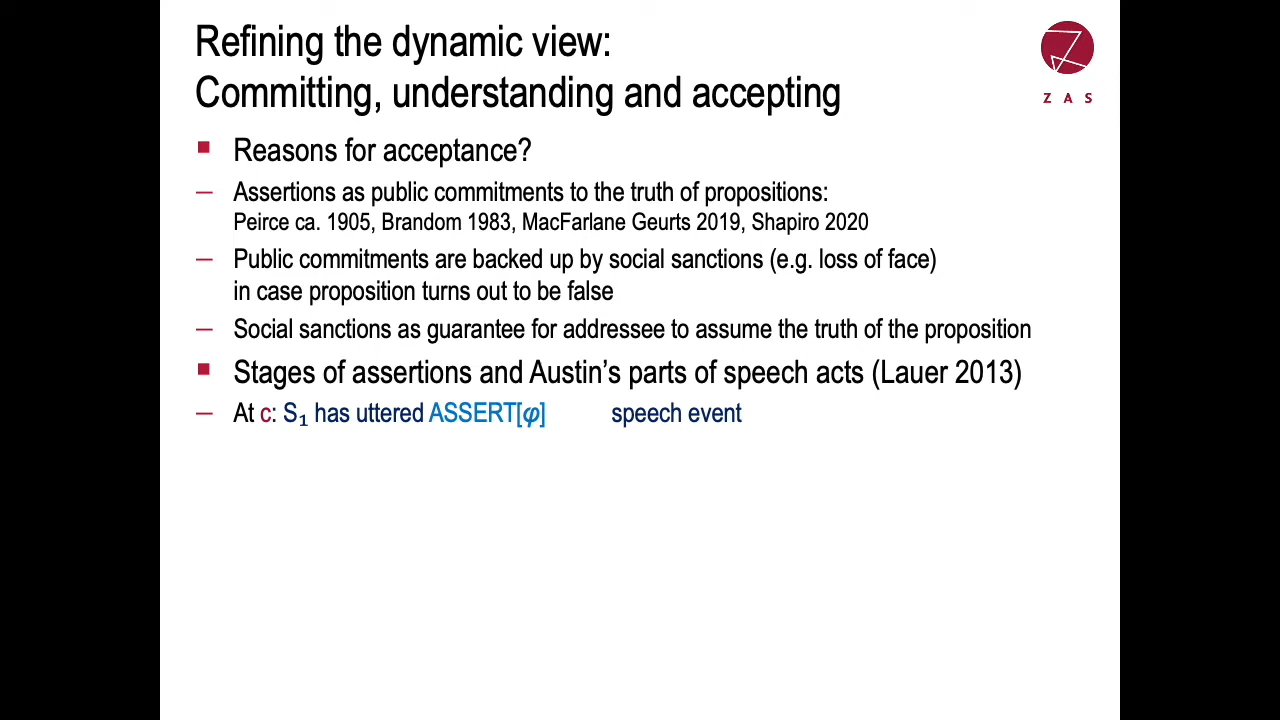 Refining the dynamic view:
Committing, understanding and accepting
Z A S
■ Reasons for acceptance?
– Assertions as public commitments to the truth of propositions:
Peirce ca. 1905, Brandom 1983, MacFarlane Geurts 2019, Shapiro 2020
– Public commitments are backed up by social sanctions (e.g. loss of face)
in case proposition turns out to be false
– Social sanctions as guarantee for addressee to assume the truth of the proposition
■ Stages of assertions and Austin’s parts of speech acts (Lauer 2013)
– At c: S₁ has uttered ASSERT[φ] speech event